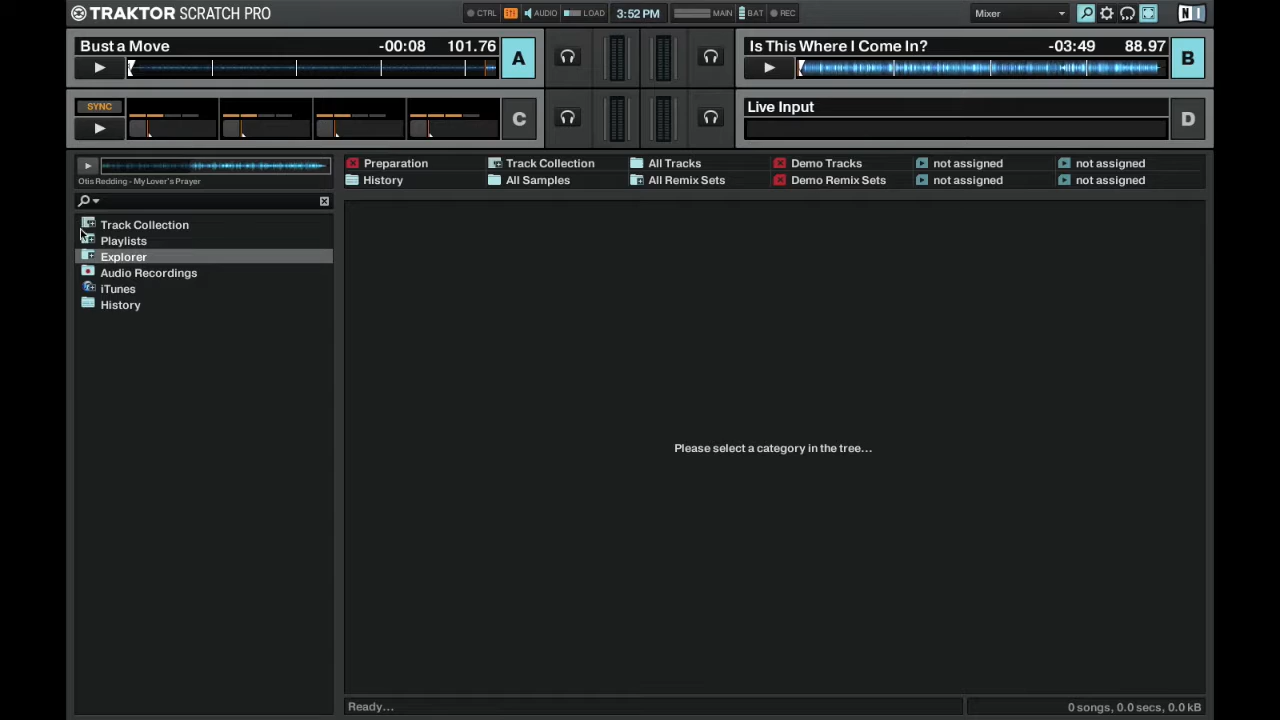 TRAKTOR SCRATCH PRO
CTRL AUDIO LOAD 3:52 PM MAIN BAT REC
Mixer
N I
Bust a Move -00:08 101.76 A
Is This Where I Come In? -03:49 88.97 B
SYNC
C
Live Input
D
Otis Redding - My Lover's Prayer
Preparation Track Collection All Tracks Demo Tracks not assigned not assigned
History All Samples All Remix Sets Demo Remix Sets not assigned not assigned
Track Collection
Playlists
Explorer
Audio Recordings
iTunes
History
Please select a category in the tree...
Ready...
0 songs, 0.0 secs, 0.0 kB